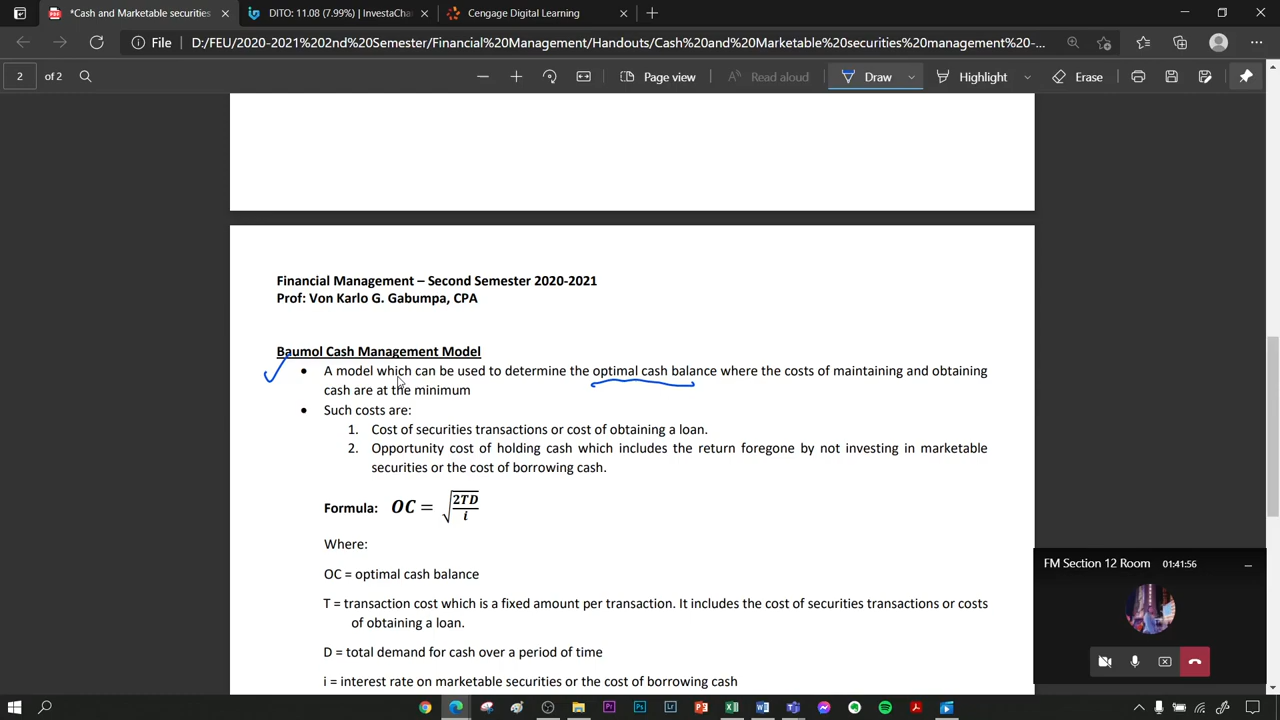 *Cash and Marketable securities
DITO: 11.08 (7.99%) | InvestaCha
Cengage Digital Learning
File
D:/FEU/2020-2021%202nd%20Semester/Financial%20Management/Handouts/Cash%20and%20Marketable%20securities%20management%20-...
2
of 2
Page view
Read aloud
Draw
Highlight
Erase
Financial Management – Second Semester 2020-2021
Prof: Von Karlo G. Gabumpa, CPA
Baumol Cash Management Model
• A model which can be used to determine the optimal cash balance where the costs of maintaining and obtaining
cash are at the minimum
• Such costs are:
1. Cost of securities transactions or cost of obtaining a loan.
2. Opportunity cost of holding cash which includes the return foregone by not investing in marketable
securities or the cost of borrowing cash.
Formula: OC = √(2TD/i)
Where:
OC = optimal cash balance
T = transaction cost which is a fixed amount per transaction. It includes the cost of securities transactions or costs
of obtaining a loan.
D = total demand for cash over a period of time
i = interest rate on marketable securities or the cost of borrowing cash
FM Section 12 Room
01:41:56